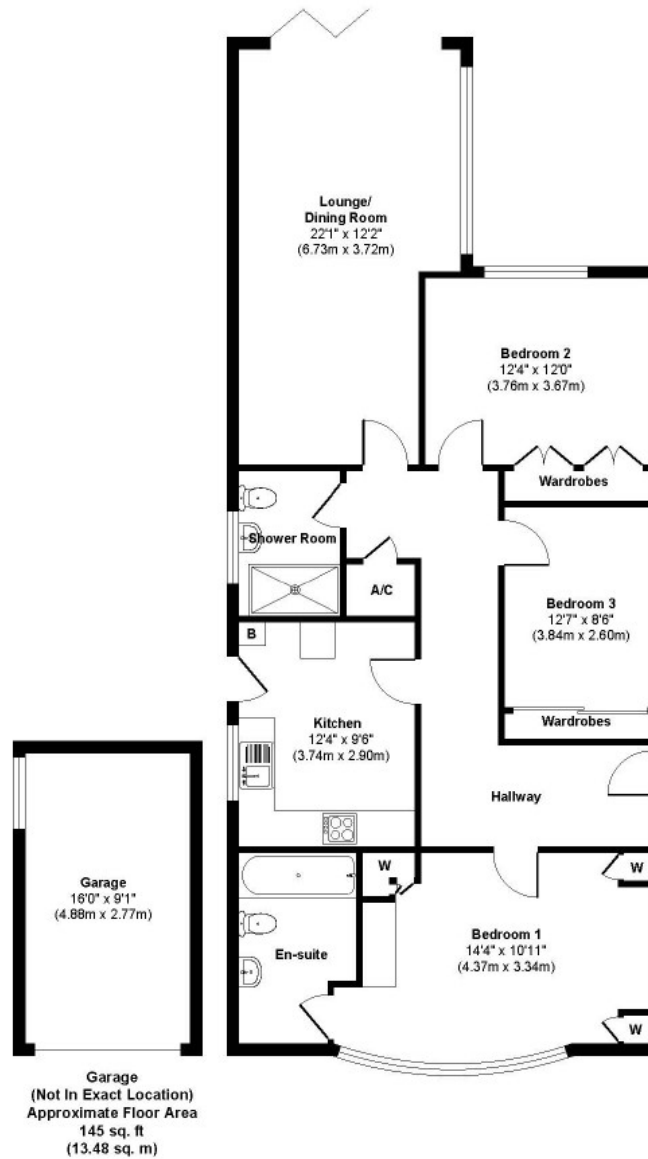 Lounge/
Dining Room
22'1" x 12'2"
(6.73m x 3.72m)
Bedroom 2
12'4" x 12'0"
(3.76m x 3.67m)
Wardrobes
Shower Room
A/C
Bedroom 3
12'7" x 8'6"
(3.84m x 2.60m)
Wardrobes
B
Kitchen
12'4" x 9'6"
(3.74m x 2.90m)
Hallway
W
W
Bedroom 1
14'4" x 10'11"
(4.37m x 3.34m)
En-suite
W
Garage
16'0" x 9'1"
(4.88m x 2.77m)
Garage
(Not In Exact Location)
Approximate Floor Area
145 sq. ft
(13.48 sq. m)